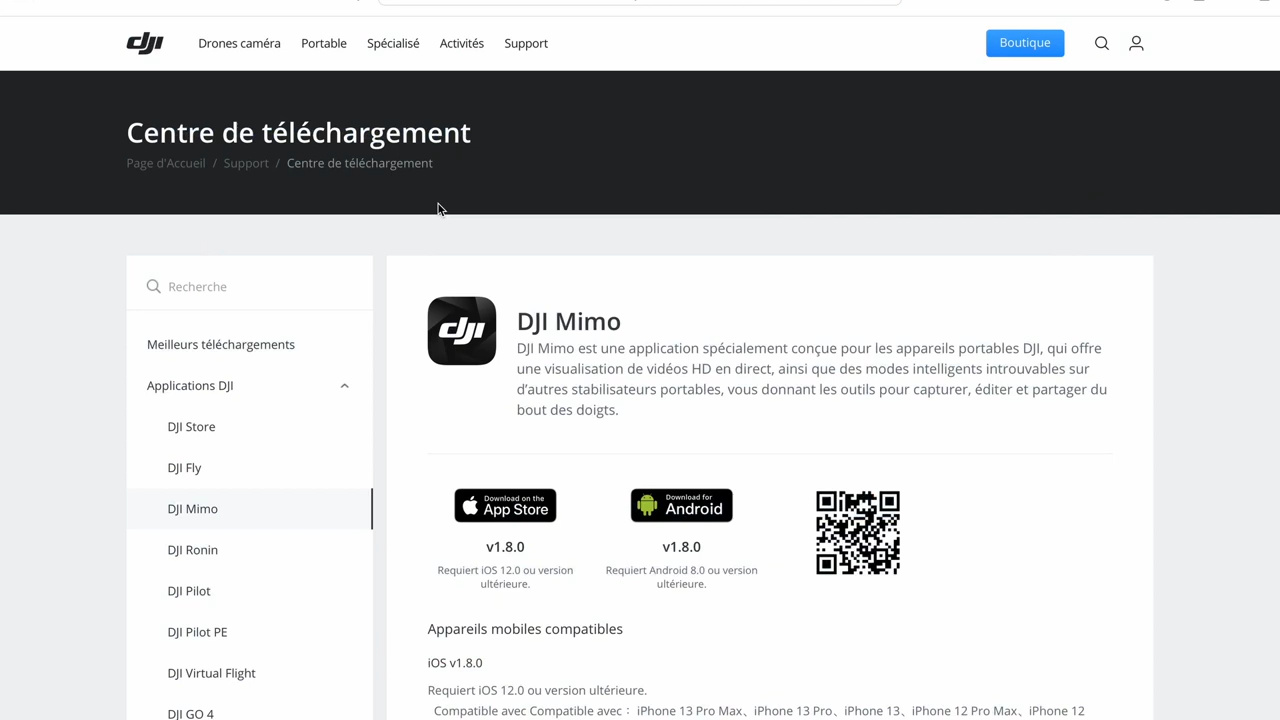 dji Drones caméra Portable Spécialisé Activités Support Boutique
Centre de téléchargement
Page d'Accueil / Support / Centre de téléchargement
Recherche
Meilleurs téléchargements
Applications DJI
DJI Store
DJI Fly
DJI Mimo
DJI Ronin
DJI Pilot
DJI Pilot PE
DJI Virtual Flight
DJI GO 4
dji
DJI Mimo
DJI Mimo est une application spécialement conçue pour les appareils portables DJI, qui offre
une visualisation de vidéos HD en direct, ainsi que des modes intelligents introuvables sur
d'autres stabilisateurs portables, vous donnant les outils pour capturer, éditer et partager du
bout des doigts.
Download on the
App Store
v1.8.0
Requiert iOS 12.0 ou version
ultérieure.
Download for
Android
v1.8.0
Requiert Android 8.0 ou version
ultérieure.
Appareils mobiles compatibles
iOS v1.8.0
Requiert iOS 12.0 ou version ultérieure.
Compatible avec Compatible avec： iPhone 13 Pro Max、iPhone 13 Pro、iPhone 13、iPhone 12 Pro Max、iPhone 12